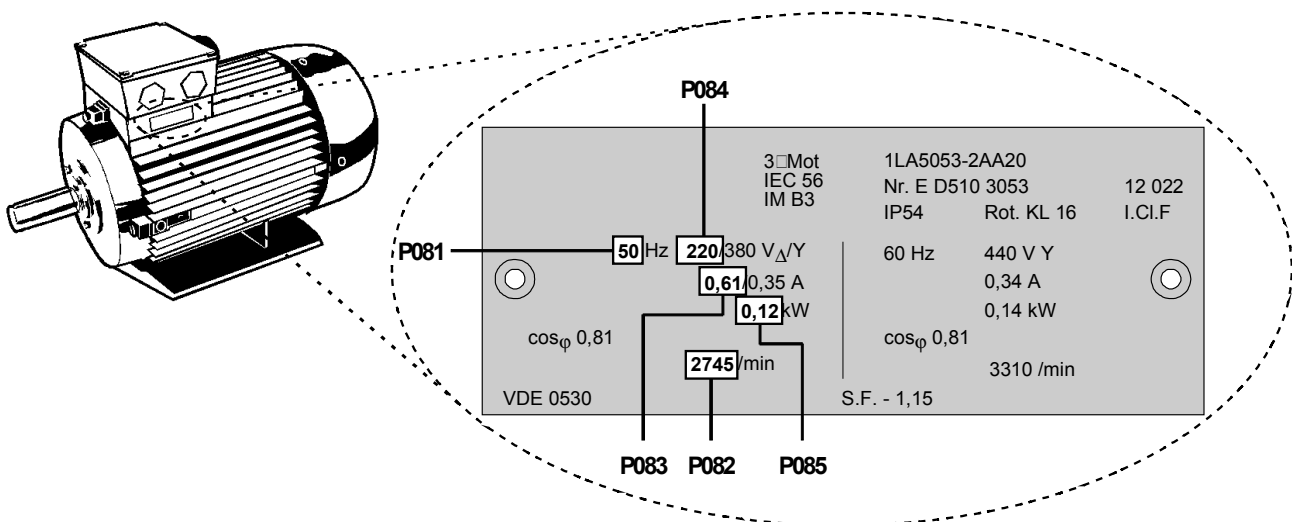 P084
3□Mot 1LA5053-2AA20
IEC 56 Nr. E D510 3053 12 022
IM B3 IP54 Rot. KL 16 I.Cl.F
P081 50 Hz 220/380 V∆/Y 60 Hz 440 V Y
0,61/0,35 A 0,34 A
0,12 kW 0,14 kW
cosφ 0,81 cosφ 0,81
2745 /min 3310 /min
VDE 0530 S.F. - 1,15
P083 P082 P085